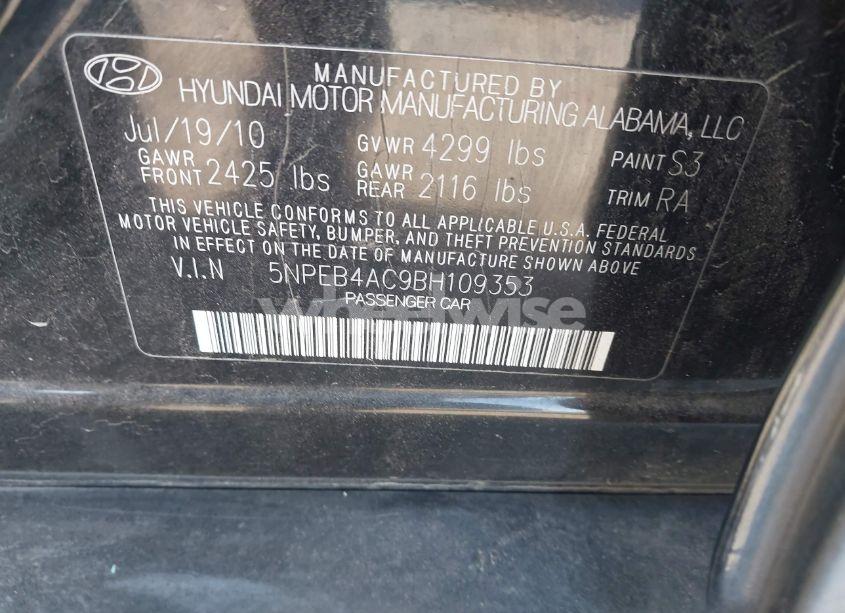 MANUFACTURED BY
HYUNDAI MOTOR MANUFACTURING ALABAMA, LLC
Jul/19/10 GVWR 4299 lbs PAINT S3
GAWR FRONT 2425 lbs GAWR REAR 2116 lbs TRIM RA
THIS VEHICLE CONFORMS TO ALL APPLICABLE U.S.A. FEDERAL
MOTOR VEHICLE SAFETY, BUMPER, AND THEFT PREVENTION STANDARDS
IN EFFECT ON THE DATE OF MANUFACTURE SHOWN ABOVE
V.I.N 5NPEB4AC9BH109353
PASSENGER CAR
wheelwise